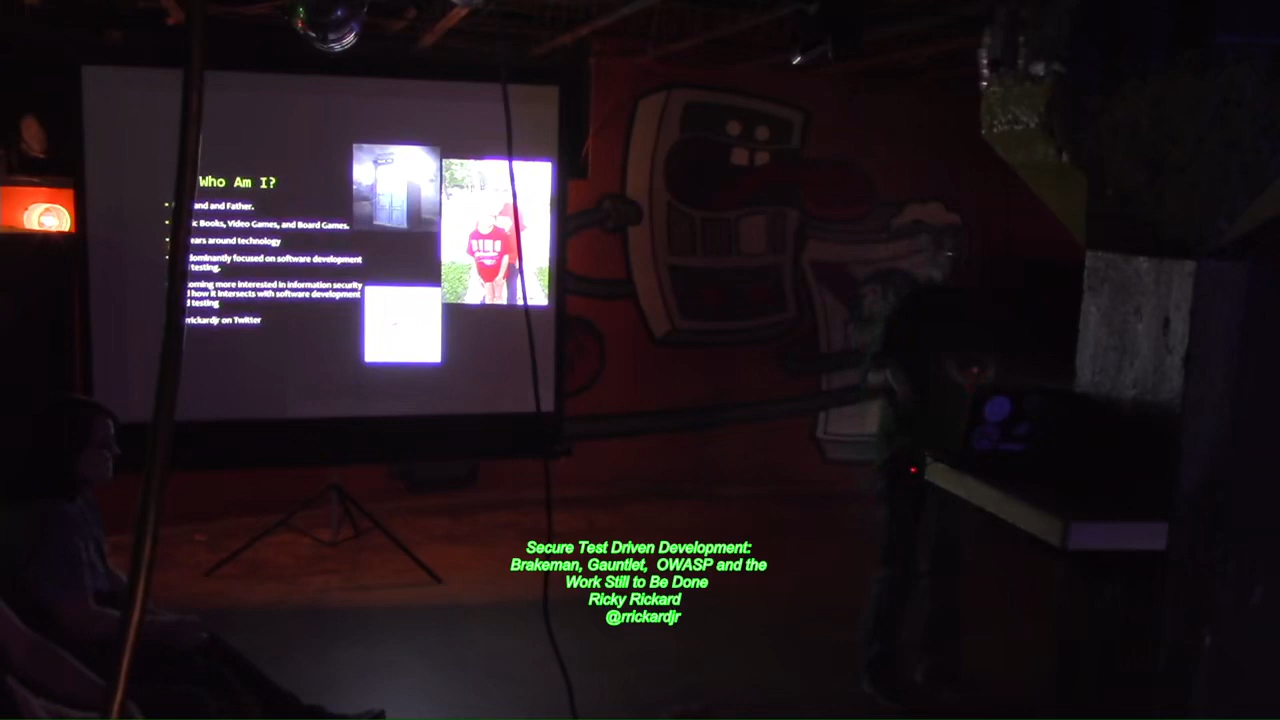 Who Am I?
and and Father.
Books, Video Games, and Board Games.
ears around technology
dominantly focused on software development
testing.
coming more interested in information security
how it intersects with software development
testing
rrickardjr on Twitter
Secure Test Driven Development:
Brakeman, Gauntlet, OWASP and the
Work Still to Be Done
Ricky Rickard
@rrickardjr